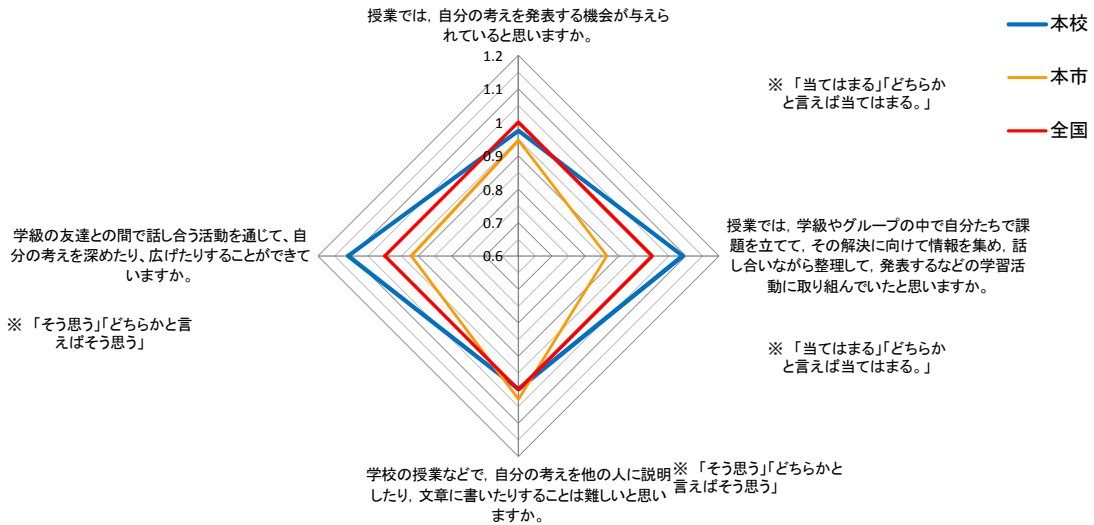 授業では，自分の考えを発表する機会が与えら
れていると思いますか。
本校
本市
全国
※ 「当てはまる」「どちらか
と言えば当てはまる。」
1.2
1.1
1
0.9
0.8
0.7
0.6
授業では，学級やグループの中で自分たちで課
題を立てて，その解決に向けて情報を集め，話
し合いながら整理して，発表するなどの学習活
動に取り組んでいたと思いますか。
※ 「当てはまる」「どちらか
と言えば当てはまる。」
学級の友達との間で話し合う活動を通じて、自
分の考えを深めたり、広げたりすることができて
いますか。
※ 「そう思う」「どちらかと言
えばそう思う」
学校の授業などで，自分の考えを他の人に説明
したり，文章に書いたりすることは難しいと思い
ますか。
※ 「そう思う」「どちらかと
言えばそう思う」